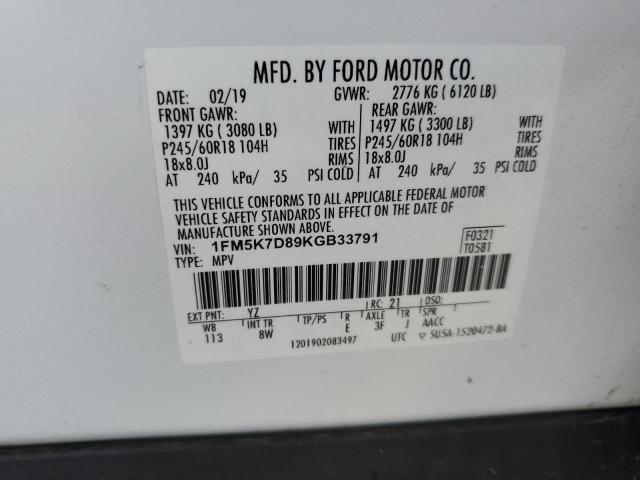 MFD. BY FORD MOTOR CO.
DATE: 02/19 GVWR: 2776 KG ( 6120 LB)
FRONT GAWR: REAR GAWR:
1397 KG ( 3080 LB) WITH 1497 KG ( 3300 LB) WITH
P245/60R18 104H TIRES P245/60R18 104H TIRES
18x8.0J RIMS 18x8.0J RIMS
AT 240 kPa/ 35 PSI COLD AT 240 kPa/ 35 PSI COLD
THIS VEHICLE CONFORMS TO ALL APPLICABLE FEDERAL MOTOR
VEHICLE SAFETY STANDARDS IN EFFECT ON THE DATE OF
MANUFACTURE SHOWN ABOVE.
VIN: 1FM5K7D89KGB33791 F0321
TYPE: MPV T0581
EXT PNT: YZ RC: 21 DSO:
WB INT TR TP/PS R AXLE TR SPR
113 8W E 3F J AACC
1201902083497 UTC ▽ SU5A-1520472-BA